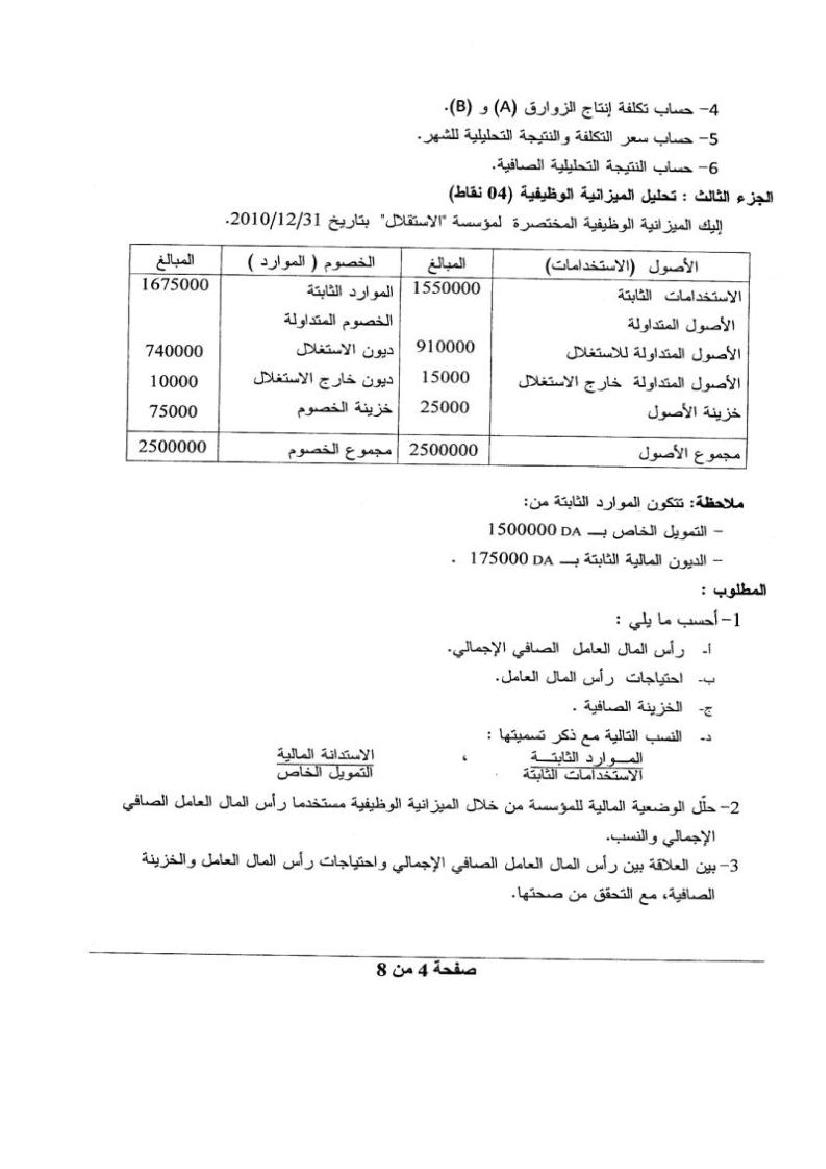 4- حساب تكلفة إنتاج الزوارق (A) و (B).
5- حساب سعر التكلفة والنتيجة التحليلية للشهر.
6- حساب النتيجة التحليلية الصافية.
الجزء الثالث : تحليل الميزانية الوظيفية (04 نقاط)
إليك الميزانية الوظيفية المختصرة لمؤسسة "الاستقلال" بتاريخ 2010/12/31.
الأصول (الاستخدامات) المبالغ الخصوم ( الموارد ) المبالغ
الاستخدامات الثابتة 1550000 الموارد الثابتة 1675000
الأصول المتداولة الخصوم المتداولة
الأصول المتداولة للاستغلال 910000 ديون الاستغلال 740000
الأصول المتداولة خارج الاستغلال 15000 ديون خارج الاستغلال 10000
خزينة الأصول 25000 خزينة الخصوم 75000
مجموع الأصول 2500000 مجموع الخصوم 2500000
ملاحظة: تتكون الموارد الثابتة من:
– التمويل الخاص بـــ 1500000 DA
– الديون المالية الثابتة بـــ 175000 DA .
المطلوب :
1- أحسب ما يلي :
أ- رأس المال العامل الصافي الإجمالي.
ب- احتياجات رأس المال العامل.
ج- الخزينة الصافية .
د- النسب التالية مع ذكر تسميتها :
المــوارد الثابتــة ، الاستدانة المالية
الاستخدامات الثابتة التمويل الخاص
2- حلّل الوضعية المالية للمؤسسة من خلال الميزانية الوظيفية مستخدما رأس المال العامل الصافي
الإجمالي والنسب.
3- بين العلاقة بين رأس المال العامل الصافي الإجمالي واحتياجات رأس المال العامل والخزينة
الصافية، مع التحقق من صحتها.
صفحة 4 من 8